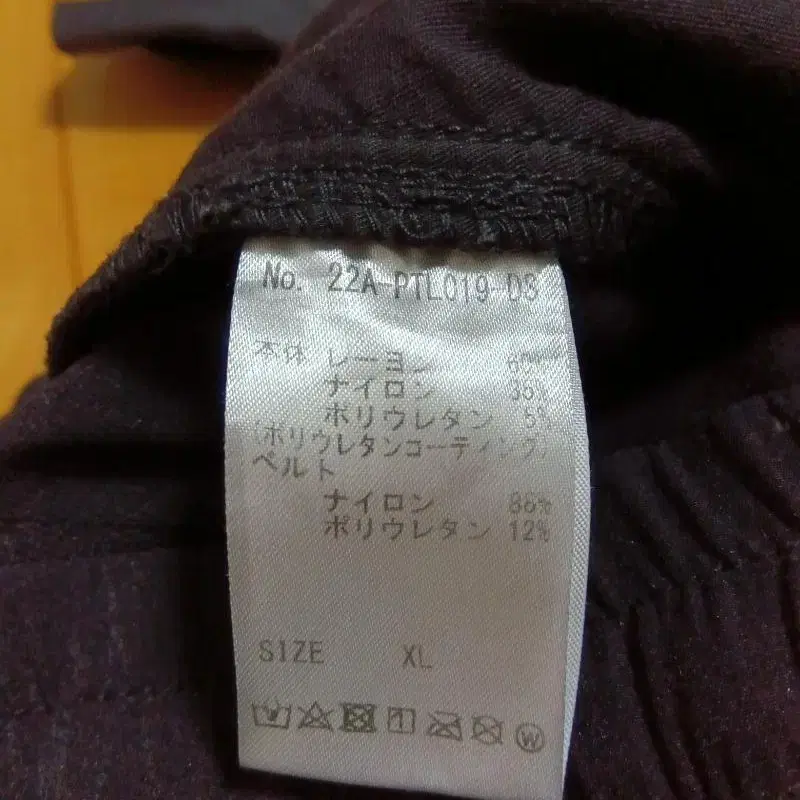 No. 22A-PTL019-DS
本体 レーヨン 60%
ナイロン 35%
ポリウレタン 5%
(ポリウレタンコーティング)
ベルト
ナイロン 88%
ポリウレタン 12%
SIZE XL
W